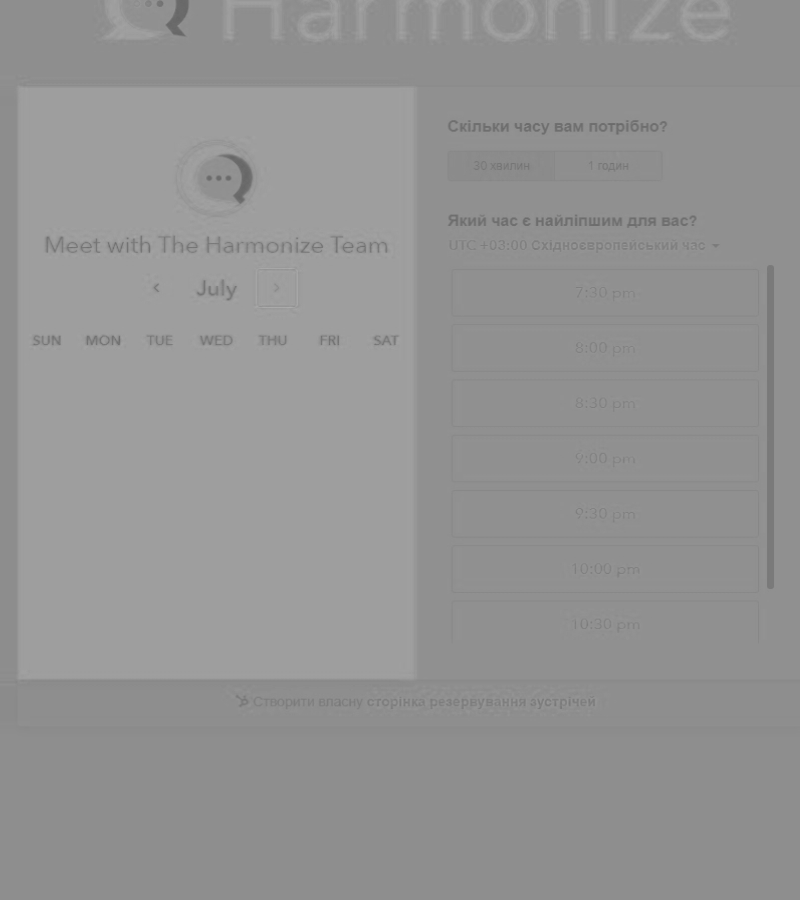 Harmonize
Meet with The Harmonize Team
July
SUN MON TUE WED THU FRI SAT
Скільки часу вам потрібно?
30 хвилин 1 годин
Який час є найліпшим для вас?
UTC +03:00 Східноєвропейський час
7:30 pm
8:00 pm
8:30 pm
9:00 pm
9:30 pm
10:00 pm
10:30 pm
Створити власну сторінка резервування зустрічей